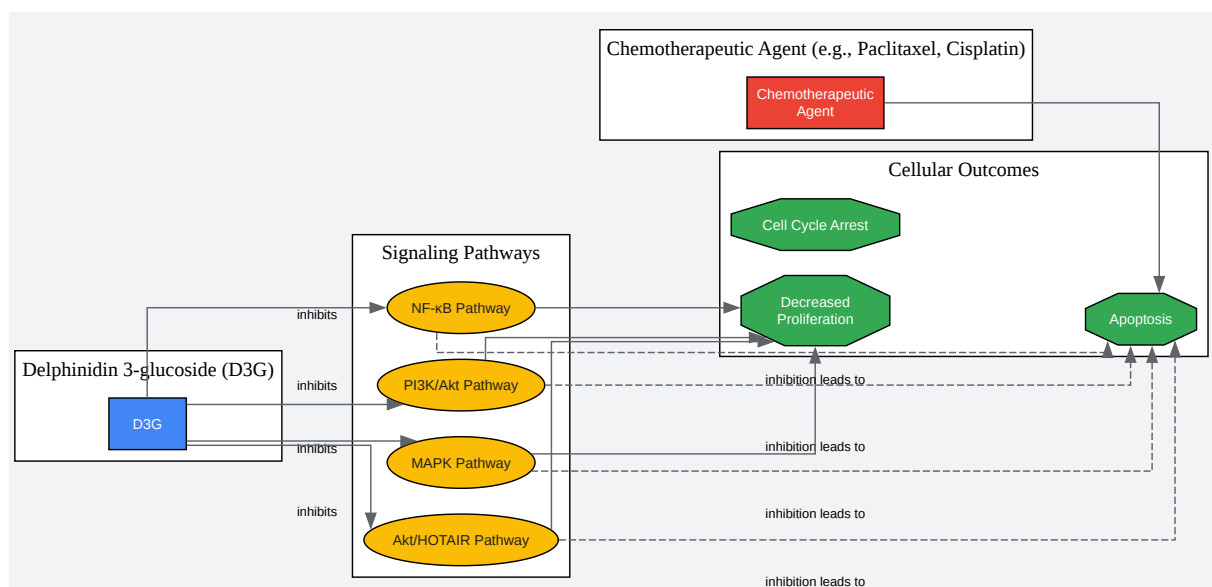 Chemotherapeutic Agent (e.g., Paclitaxel, Cisplatin)
Chemotherapeutic
Agent
Cellular Outcomes
Cell Cycle Arrest
Signaling Pathways
NF-κB Pathway
Decreased
Proliferation
Apoptosis
inhibits
Delphinidin 3-glucoside (D3G)
D3G
inhibits
PI3K/Akt Pathway
inhibition leads to
inhibits
MAPK Pathway
inhibition leads to
inhibits
Akt/HOTAIR Pathway
inhibition leads to
inhibition leads to